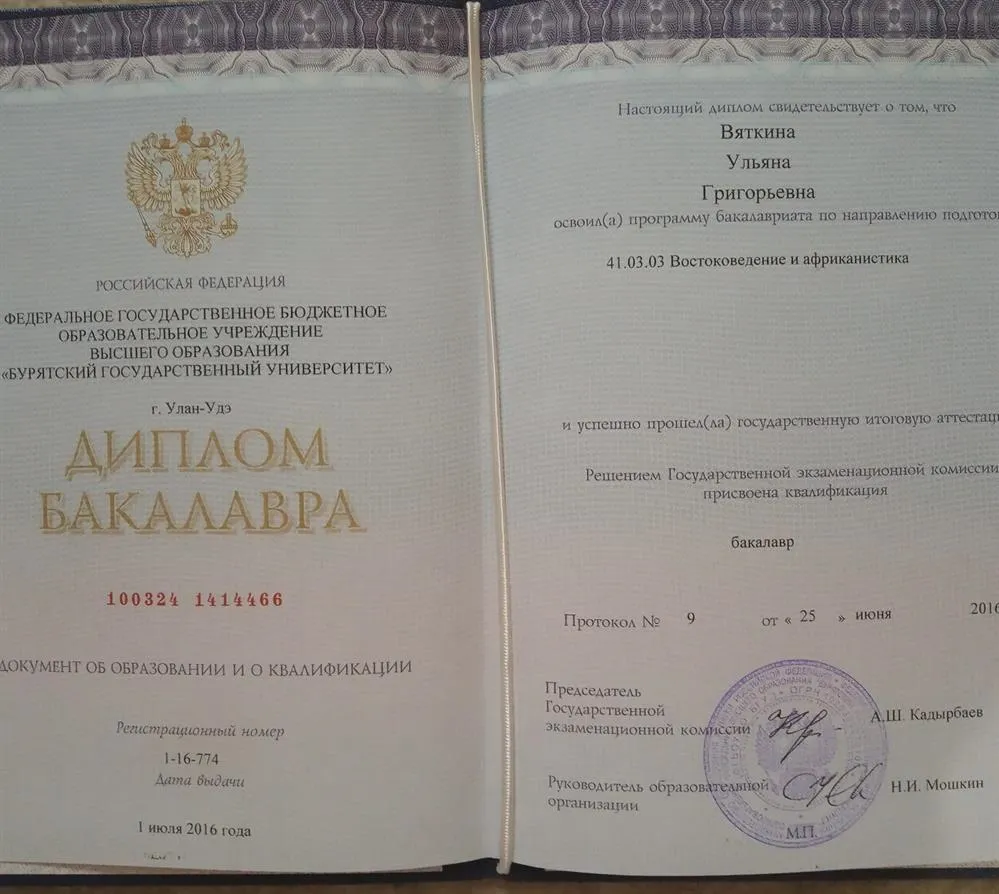 РОССИЙСКАЯ ФЕДЕРАЦИЯ
ФЕДЕРАЛЬНОЕ ГОСУДАРСТВЕННОЕ БЮДЖЕТНОЕ
ОБРАЗОВАТЕЛЬНОЕ УЧРЕЖДЕНИЕ
ВЫСШЕГО ОБРАЗОВАНИЯ
«БУРЯТСКИЙ ГОСУДАРСТВЕННЫЙ УНИВЕРСИТЕТ»
г. Улан-Удэ
ДИПЛОМ
БАКАЛАВРА
100324 1414466
ДОКУМЕНТ ОБ ОБРАЗОВАНИИ И О КВАЛИФИКАЦИИ
Регистрационный номер
1-16-774
Дата выдачи
1 июля 2016 года
Настоящий диплом свидетельствует о том, что
Вяткина
Ульяна
Григорьевна
освоил(а) программу бакалавриата по направлению подгото
41.03.03 Востоковедение и африканистика
и успешно прошел(ла) государственную итоговую аттестац
Решением Государственной экзаменационной комиссии
присвоена квалификация
бакалавр
Протокол № 9 от « 25 » июня 2016
Председатель
Государственной
экзаменационной комиссии А.Ш. Кадырбаев
Руководитель образовательной
организации Н.И. Мошкин
М.П.